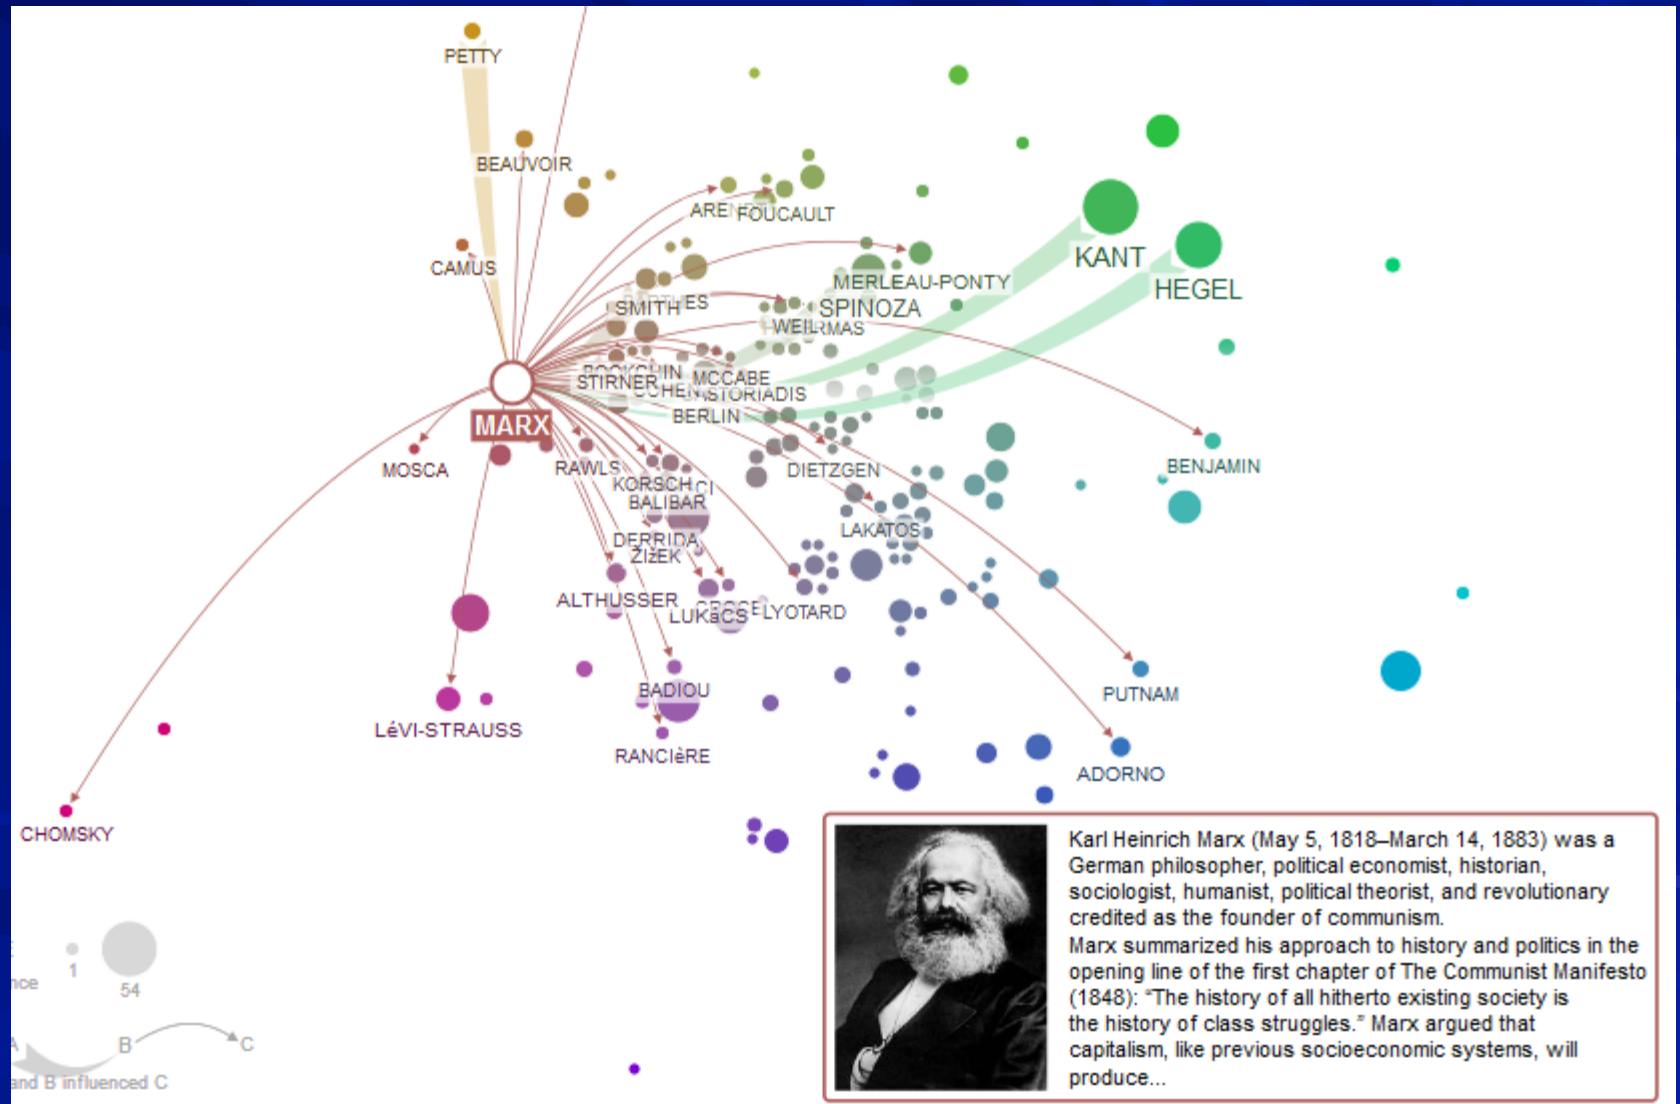 PETTY
BEAUVOIR
FOUCAULT
CAMUS
KANT
MERLEAU-PONTY
HEGEL
SMITH
SPINOZA
WEIL
STIRNER
MCCABE
BERLIN
MARX
MOSCA
RAWLS
DIETZGEN
BENJAMIN
KORSCH
BALIBAR
LAKATOS
DERRIDA
ŽIžEK
ALTHUSSER
LUKaCS
LYOTARD
BADIOU
PUTNAM
LéVI-STRAUSS
RANCIèRE
ADORNO
CHOMSKY
1
54
A B C
and B influenced C
Karl Heinrich Marx (May 5, 1818–March 14, 1883) was a
German philosopher, political economist, historian,
sociologist, humanist, political theorist, and revolutionary
credited as the founder of communism.
Marx summarized his approach to history and politics in the
opening line of the first chapter of The Communist Manifesto
(1848): “The history of all hitherto existing society is
the history of class struggles.” Marx argued that
capitalism, like previous socioeconomic systems, will
produce...